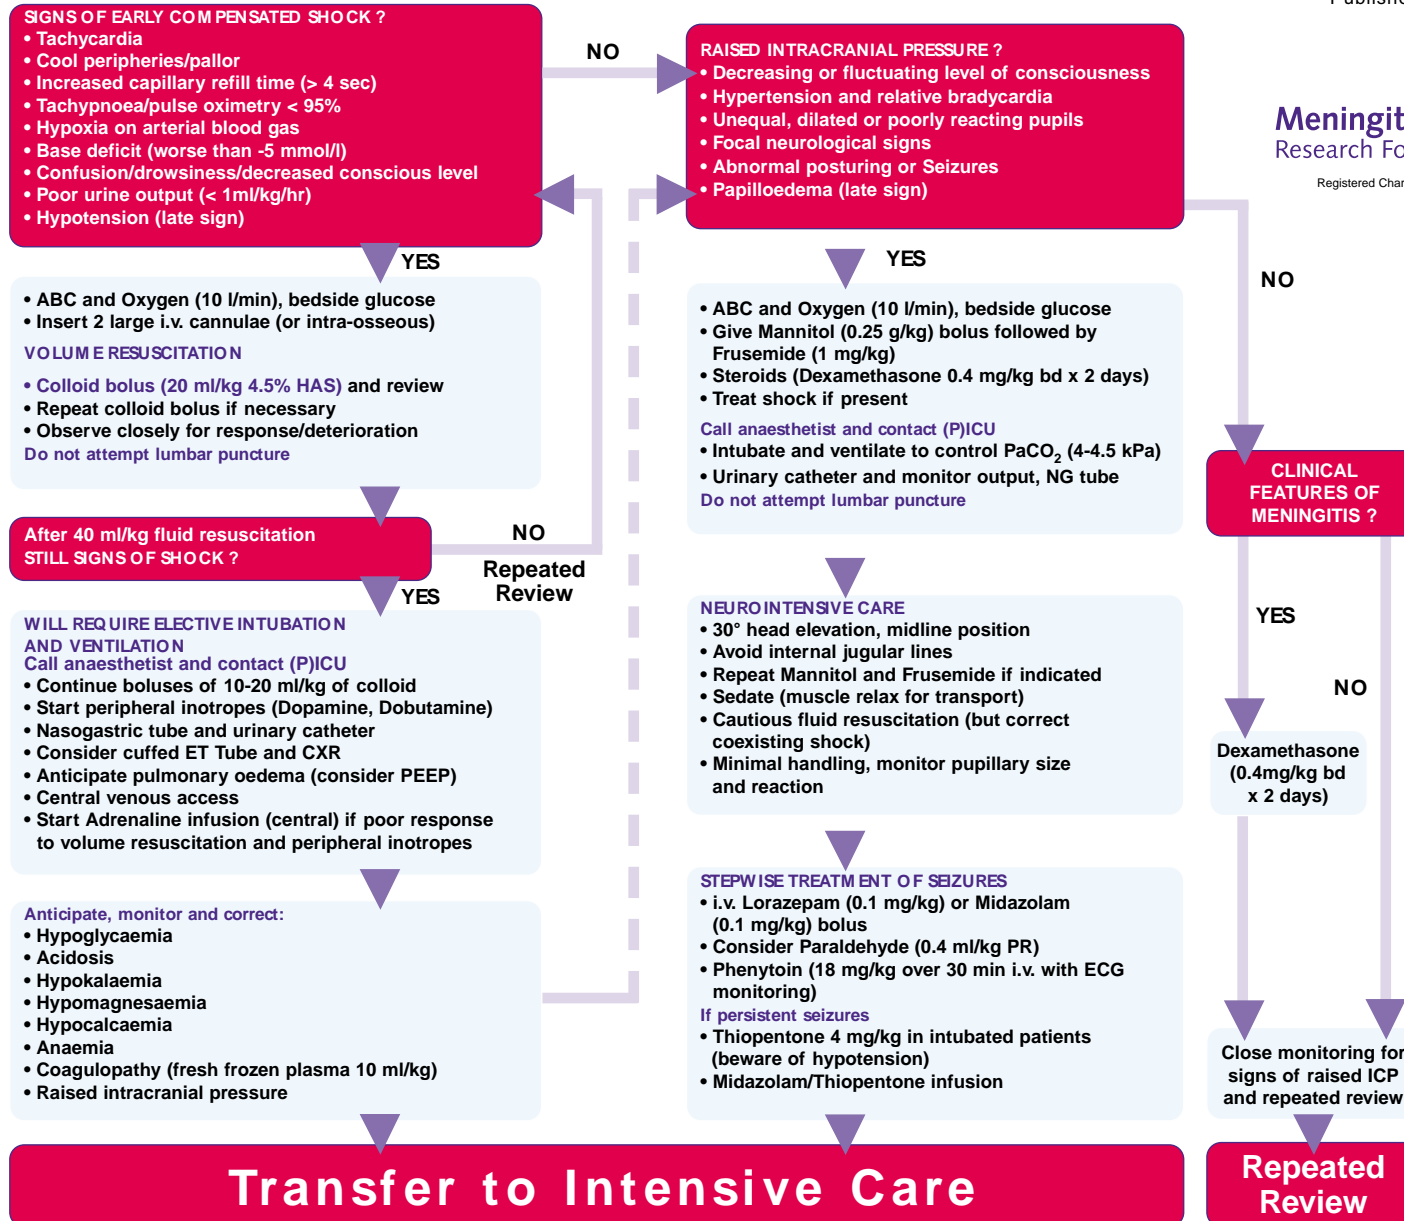 Publishe
SIGNS OF EARLY COMPENSATED SHOCK ?
• Tachycardia
• Cool peripheries/pallor
• Increased capillary refill time (> 4 sec)
• Tachypnoea/pulse oximetry < 95%
• Hypoxia on arterial blood gas
• Base deficit (worse than -5 mmol/l)
• Confusion/drowsiness/decreased conscious level
• Poor urine output (< 1ml/kg/hr)
• Hypotension (late sign)
NO
RAISED INTRACRANIAL PRESSURE ?
• Decreasing or fluctuating level of consciousness
• Hypertension and relative bradycardia
• Unequal, dilated or poorly reacting pupils
• Focal neurological signs
• Abnormal posturing or Seizures
• Papilloedema (late sign)
Meningit
Research Fo
Registered Char
YES
• ABC and Oxygen (10 l/min), bedside glucose
• Insert 2 large i.v. cannulae (or intra-osseous)
VOLUME RESUSCITATION
• Colloid bolus (20 ml/kg 4.5% HAS) and review
• Repeat colloid bolus if necessary
• Observe closely for response/deterioration
Do not attempt lumbar puncture
After 40 ml/kg fluid resuscitation
STILL SIGNS OF SHOCK ?
NO
Repeated
Review
YES
WILL REQUIRE ELECTIVE INTUBATION
AND VENTILATION
Call anaesthetist and contact (P)ICU
• Continue boluses of 10-20 ml/kg of colloid
• Start peripheral inotropes (Dopamine, Dobutamine)
• Nasogastric tube and urinary catheter
• Consider cuffed ET Tube and CXR
• Anticipate pulmonary oedema (consider PEEP)
• Central venous access
• Start Adrenaline infusion (central) if poor response
to volume resuscitation and peripheral inotropes
Anticipate, monitor and correct:
• Hypoglycaemia
• Acidosis
• Hypokalaemia
• Hypomagnesaemia
• Hypocalcaemia
• Anaemia
• Coagulopathy (fresh frozen plasma 10 ml/kg)
• Raised intracranial pressure
YES
• ABC and Oxygen (10 l/min), bedside glucose
• Give Mannitol (0.25 g/kg) bolus followed by
Frusemide (1 mg/kg)
• Steroids (Dexamethasone 0.4 mg/kg bd x 2 days)
• Treat shock if present
Call anaesthetist and contact (P)ICU
• Intubate and ventilate to control PaCO2 (4-4.5 kPa)
• Urinary catheter and monitor output, NG tube
Do not attempt lumbar puncture
NEUROINTENSIVE CARE
• 30° head elevation, midline position
• Avoid internal jugular lines
• Repeat Mannitol and Frusemide if indicated
• Sedate (muscle relax for transport)
• Cautious fluid resuscitation (but correct
coexisting shock)
• Minimal handling, monitor pupillary size
and reaction
STEPWISE TREATMENT OF SEIZURES
• i.v. Lorazepam (0.1 mg/kg) or Midazolam
(0.1 mg/kg) bolus
• Consider Paraldehyde (0.4 ml/kg PR)
• Phenytoin (18 mg/kg over 30 min i.v. with ECG
monitoring)
If persistent seizures
• Thiopentone 4 mg/kg in intubated patients
(beware of hypotension)
• Midazolam/Thiopentone infusion
NO
CLINICAL
FEATURES OF
MENINGITIS ?
YES
NO
Dexamethasone
(0.4mg/kg bd
x 2 days)
Close monitoring for
signs of raised ICP
and repeated review
Transfer to Intensive Care
Repeated
Review